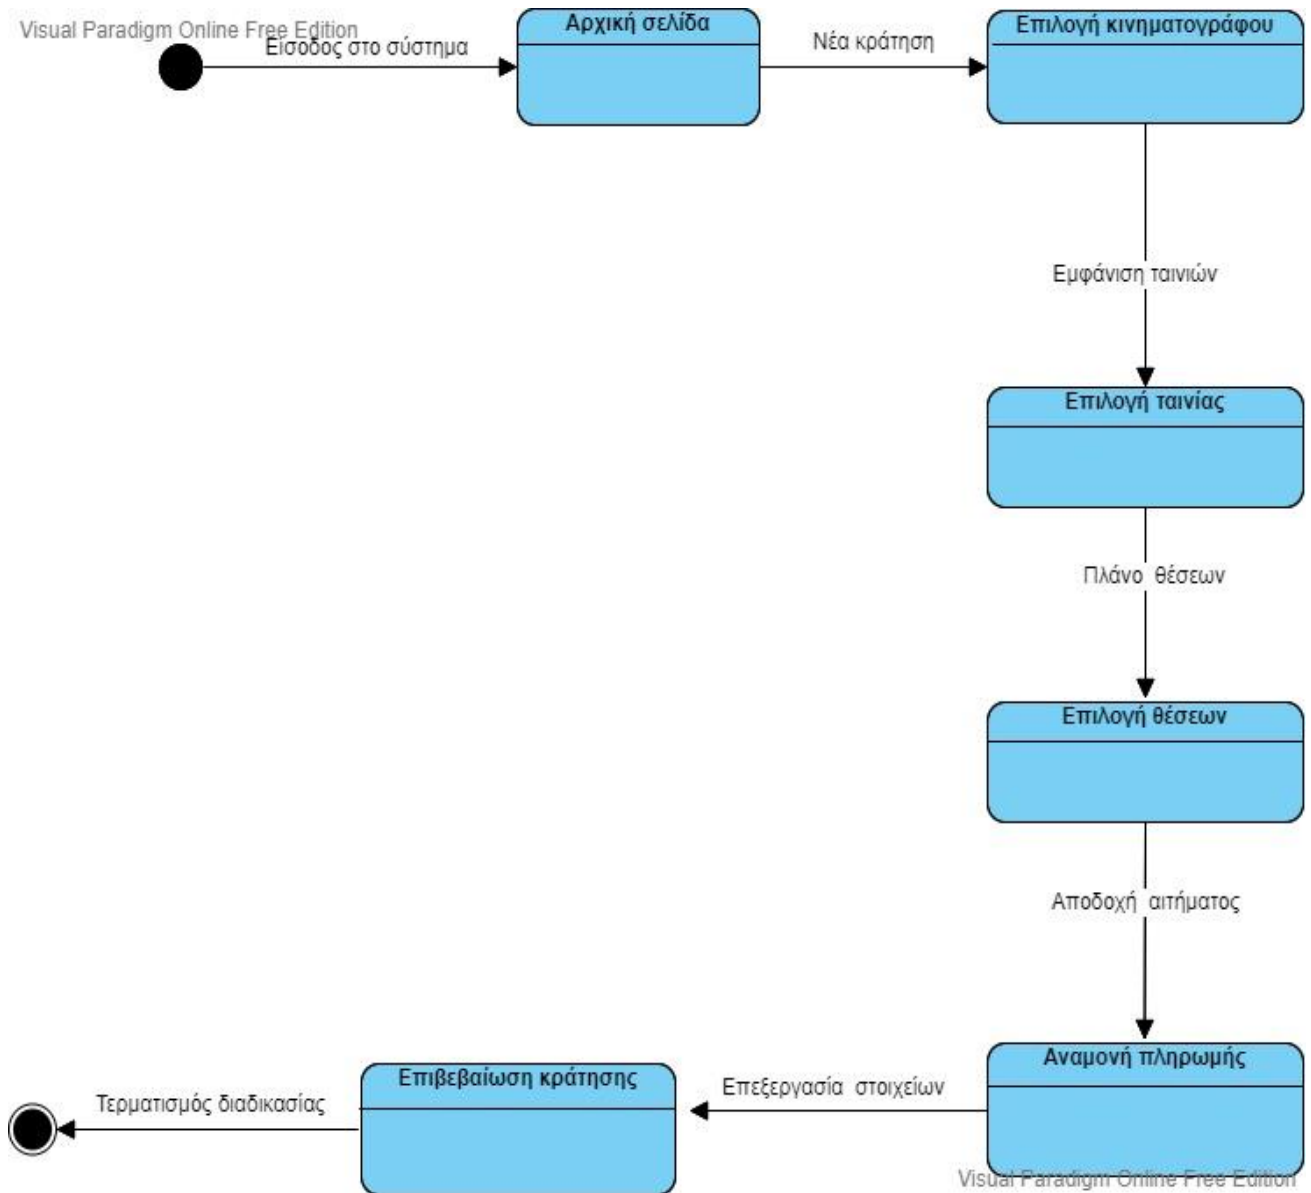 Visual Paradigm Online Free Edition
Είσοδος στο σύστημα
Αρχική σελίδα
Νέα κράτηση
Επιλογή κινηματογράφου
Εμφάνιση ταινιών
Επιλογή ταινίας
Πλάνο θέσεων
Επιλογή θέσεων
Αποδοχή αιτήματος
Αναμονή πληρωμής
Επεξεργασία στοιχείων
Επιβεβαίωση κράτησης
Τερματισμός διαδικασίας
Visual Paradigm Online Free Edition